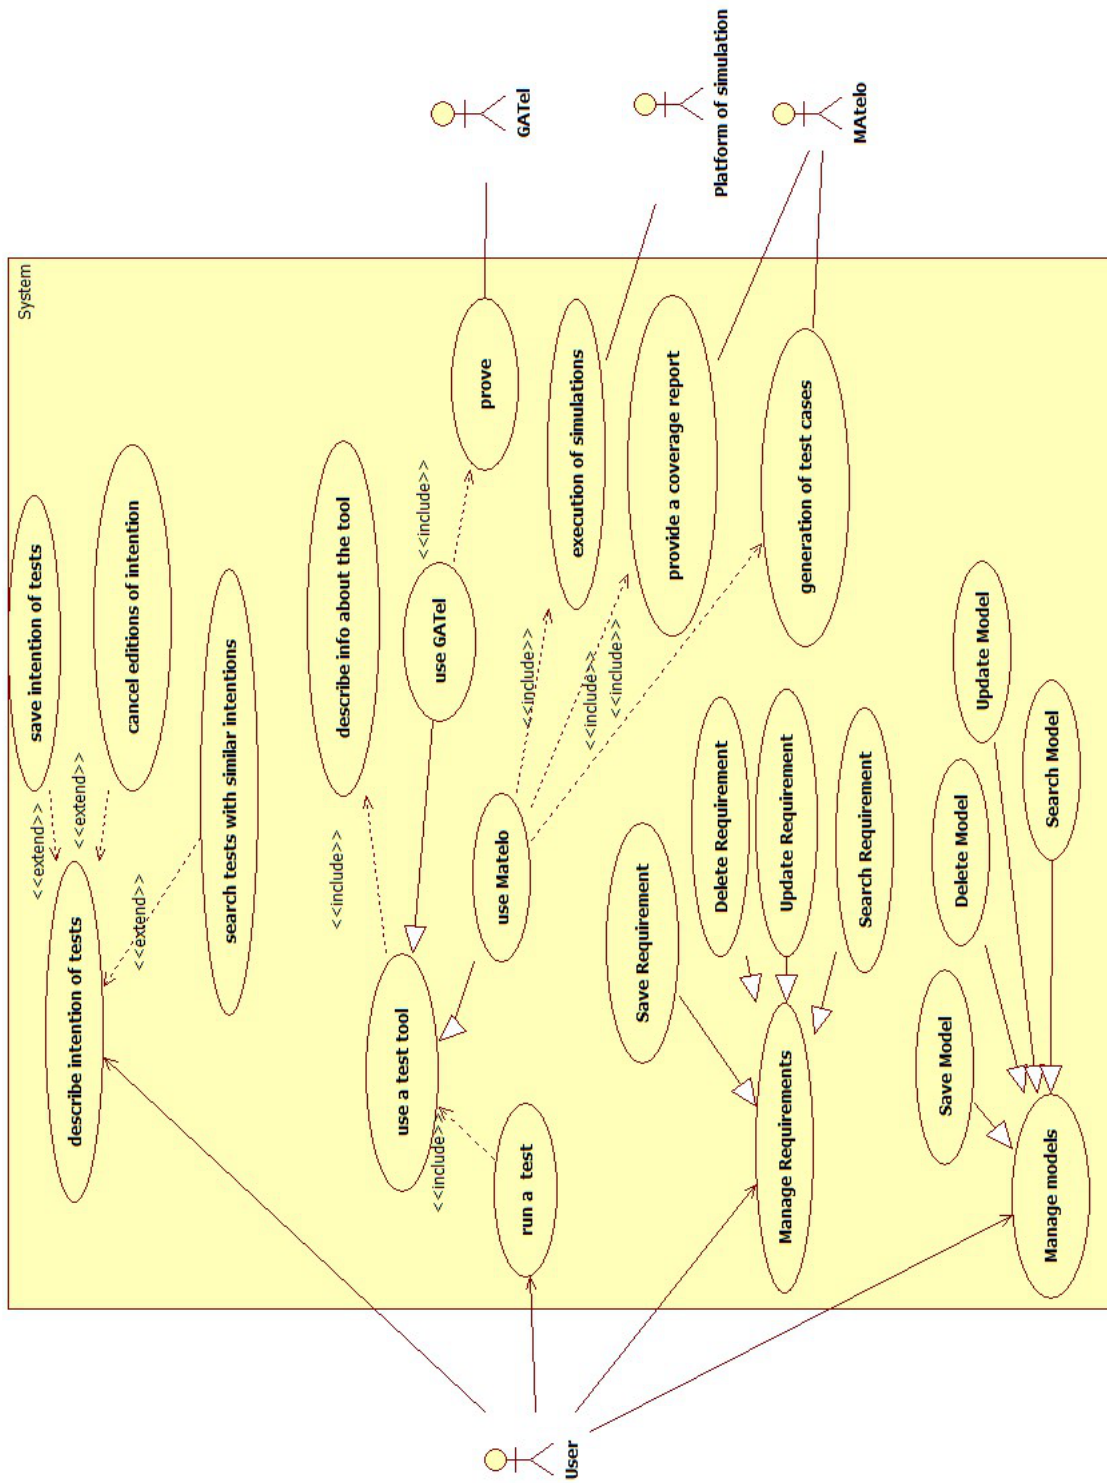 System
save intention of tests
<<extend>>
cancel editions of intention
<<extend>>
describe intention of tests
<<extend>>
search tests with similar intentions
describe info about the tool
<<include>>
use a test tool
use GATel
<<include>>
prove
GATel
<<include>>
run a  test
use Matelo
<<include>>
<<include>>
<<include>>
execution of simulations
Platform of simulation
provide a coverage report
generation of test cases
MAtelo
User
Save Requirement
Delete Requirement
Update Requirement
Search Requirement
Manage Requirements
Save Model
Delete Model
Update Model
Search Model
Manage models